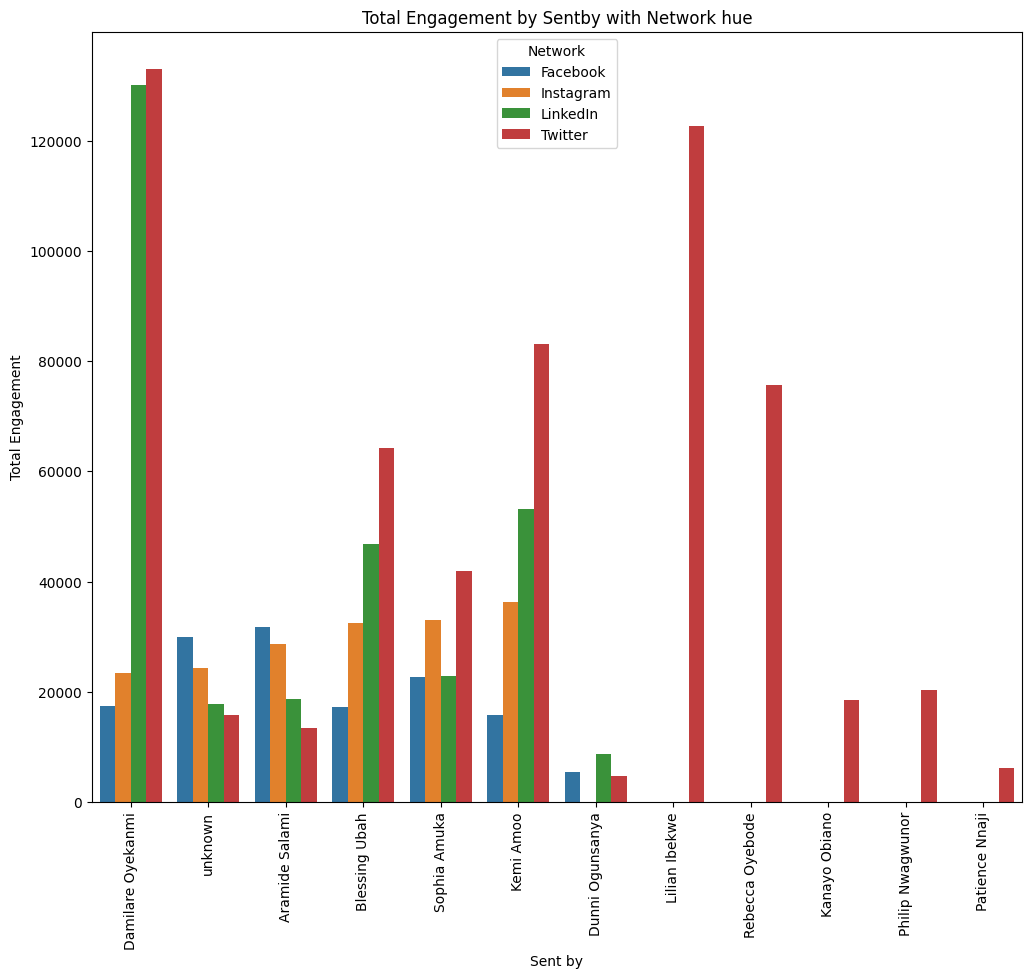 Total Engagement by Sentby with Network hue
Network
Facebook
Instagram
LinkedIn
Twitter
Total Engagement
120000
100000
80000
60000
40000
20000
0
Damilare Oyekanmi
unknown
Aramide Salami
Blessing Ubah
Sophia Amuka
Kemi Amoo
Dunni Ogunsanya
Lilian Ibekwe
Rebecca Oyebode
Kanayo Obiano
Philip Nwagwunor
Patience Nnaji
Sent by